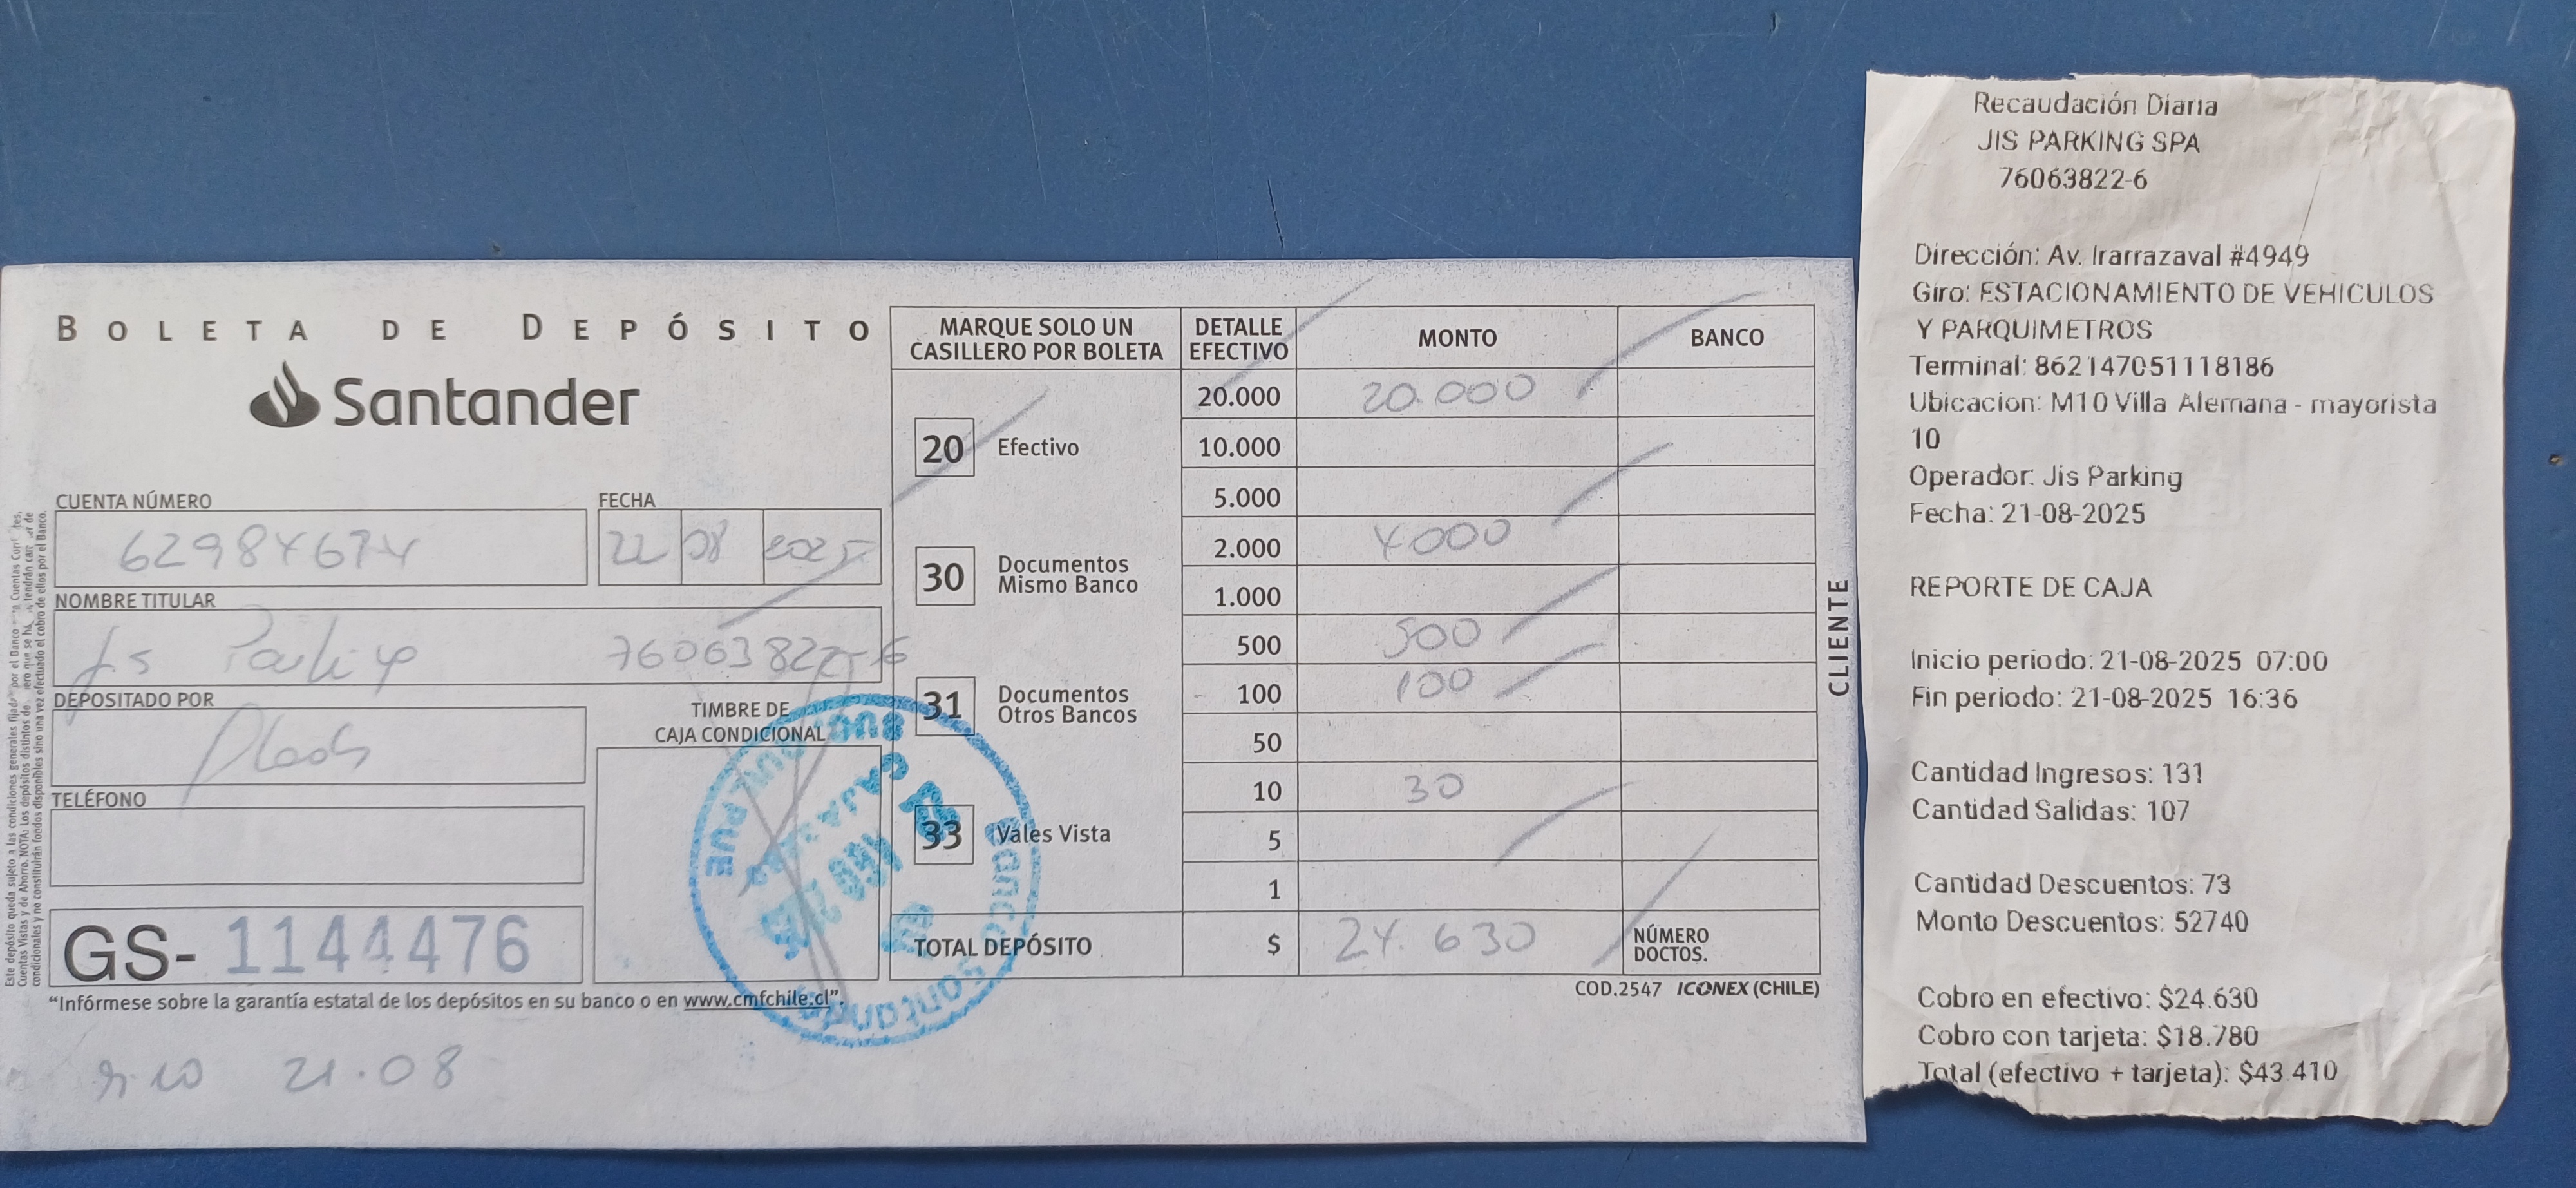 BOLETA DE DEPÓSITO
Santander
CUENTA NÚMERO
62984674
FECHA
22 08 2025
NOMBRE TITULAR
Jis Parking 76063822-6
DEPOSITADO POR
TELÉFONO
TIMBRE DE
CAJA CONDICIONAL
GS- 1144476
"Infórmese sobre la garantía estatal de los depósitos en su banco o en www.cmfchile.cl".
M10 21.08
MARQUE SOLO UN
CASILLERO POR BOLETA
20 Efectivo
30 Documentos
Mismo Banco
31 Documentos
Otros Bancos
33 Vales Vista
DETALLE
EFECTIVO
MONTO
BANCO
20.000 20.000
10.000
5.000
2.000 4000
1.000
500 500
100 100
50
10 30
5
1
TOTAL DEPÓSITO $ 24.630
NÚMERO
DOCTOS.
COD.2547 ICONEX (CHILE)
CLIENTE
Banco Santander
QUILPUE
CAJA
Recaudación Diaria
JIS PARKING SPA
76063822-6
Dirección: Av. Irarrazaval #4949
Giro: ESTACIONAMIENTO DE VEHICULOS
Y PARQUIMETROS
Terminal: 862147051118186
Ubicacion: M10 Villa Alemana - mayorista
10
Operador: Jis Parking
Fecha: 21-08-2025
REPORTE DE CAJA
Inicio periodo: 21-08-2025 07:00
Fin periodo: 21-08-2025 16:36
Cantidad Ingresos: 131
Cantidad Salidas: 107
Cantidad Descuentos: 73
Monto Descuentos: 52740
Cobro en efectivo: $24.630
Cobro con tarjeta: $18.780
Total (efectivo + tarjeta): $43.410